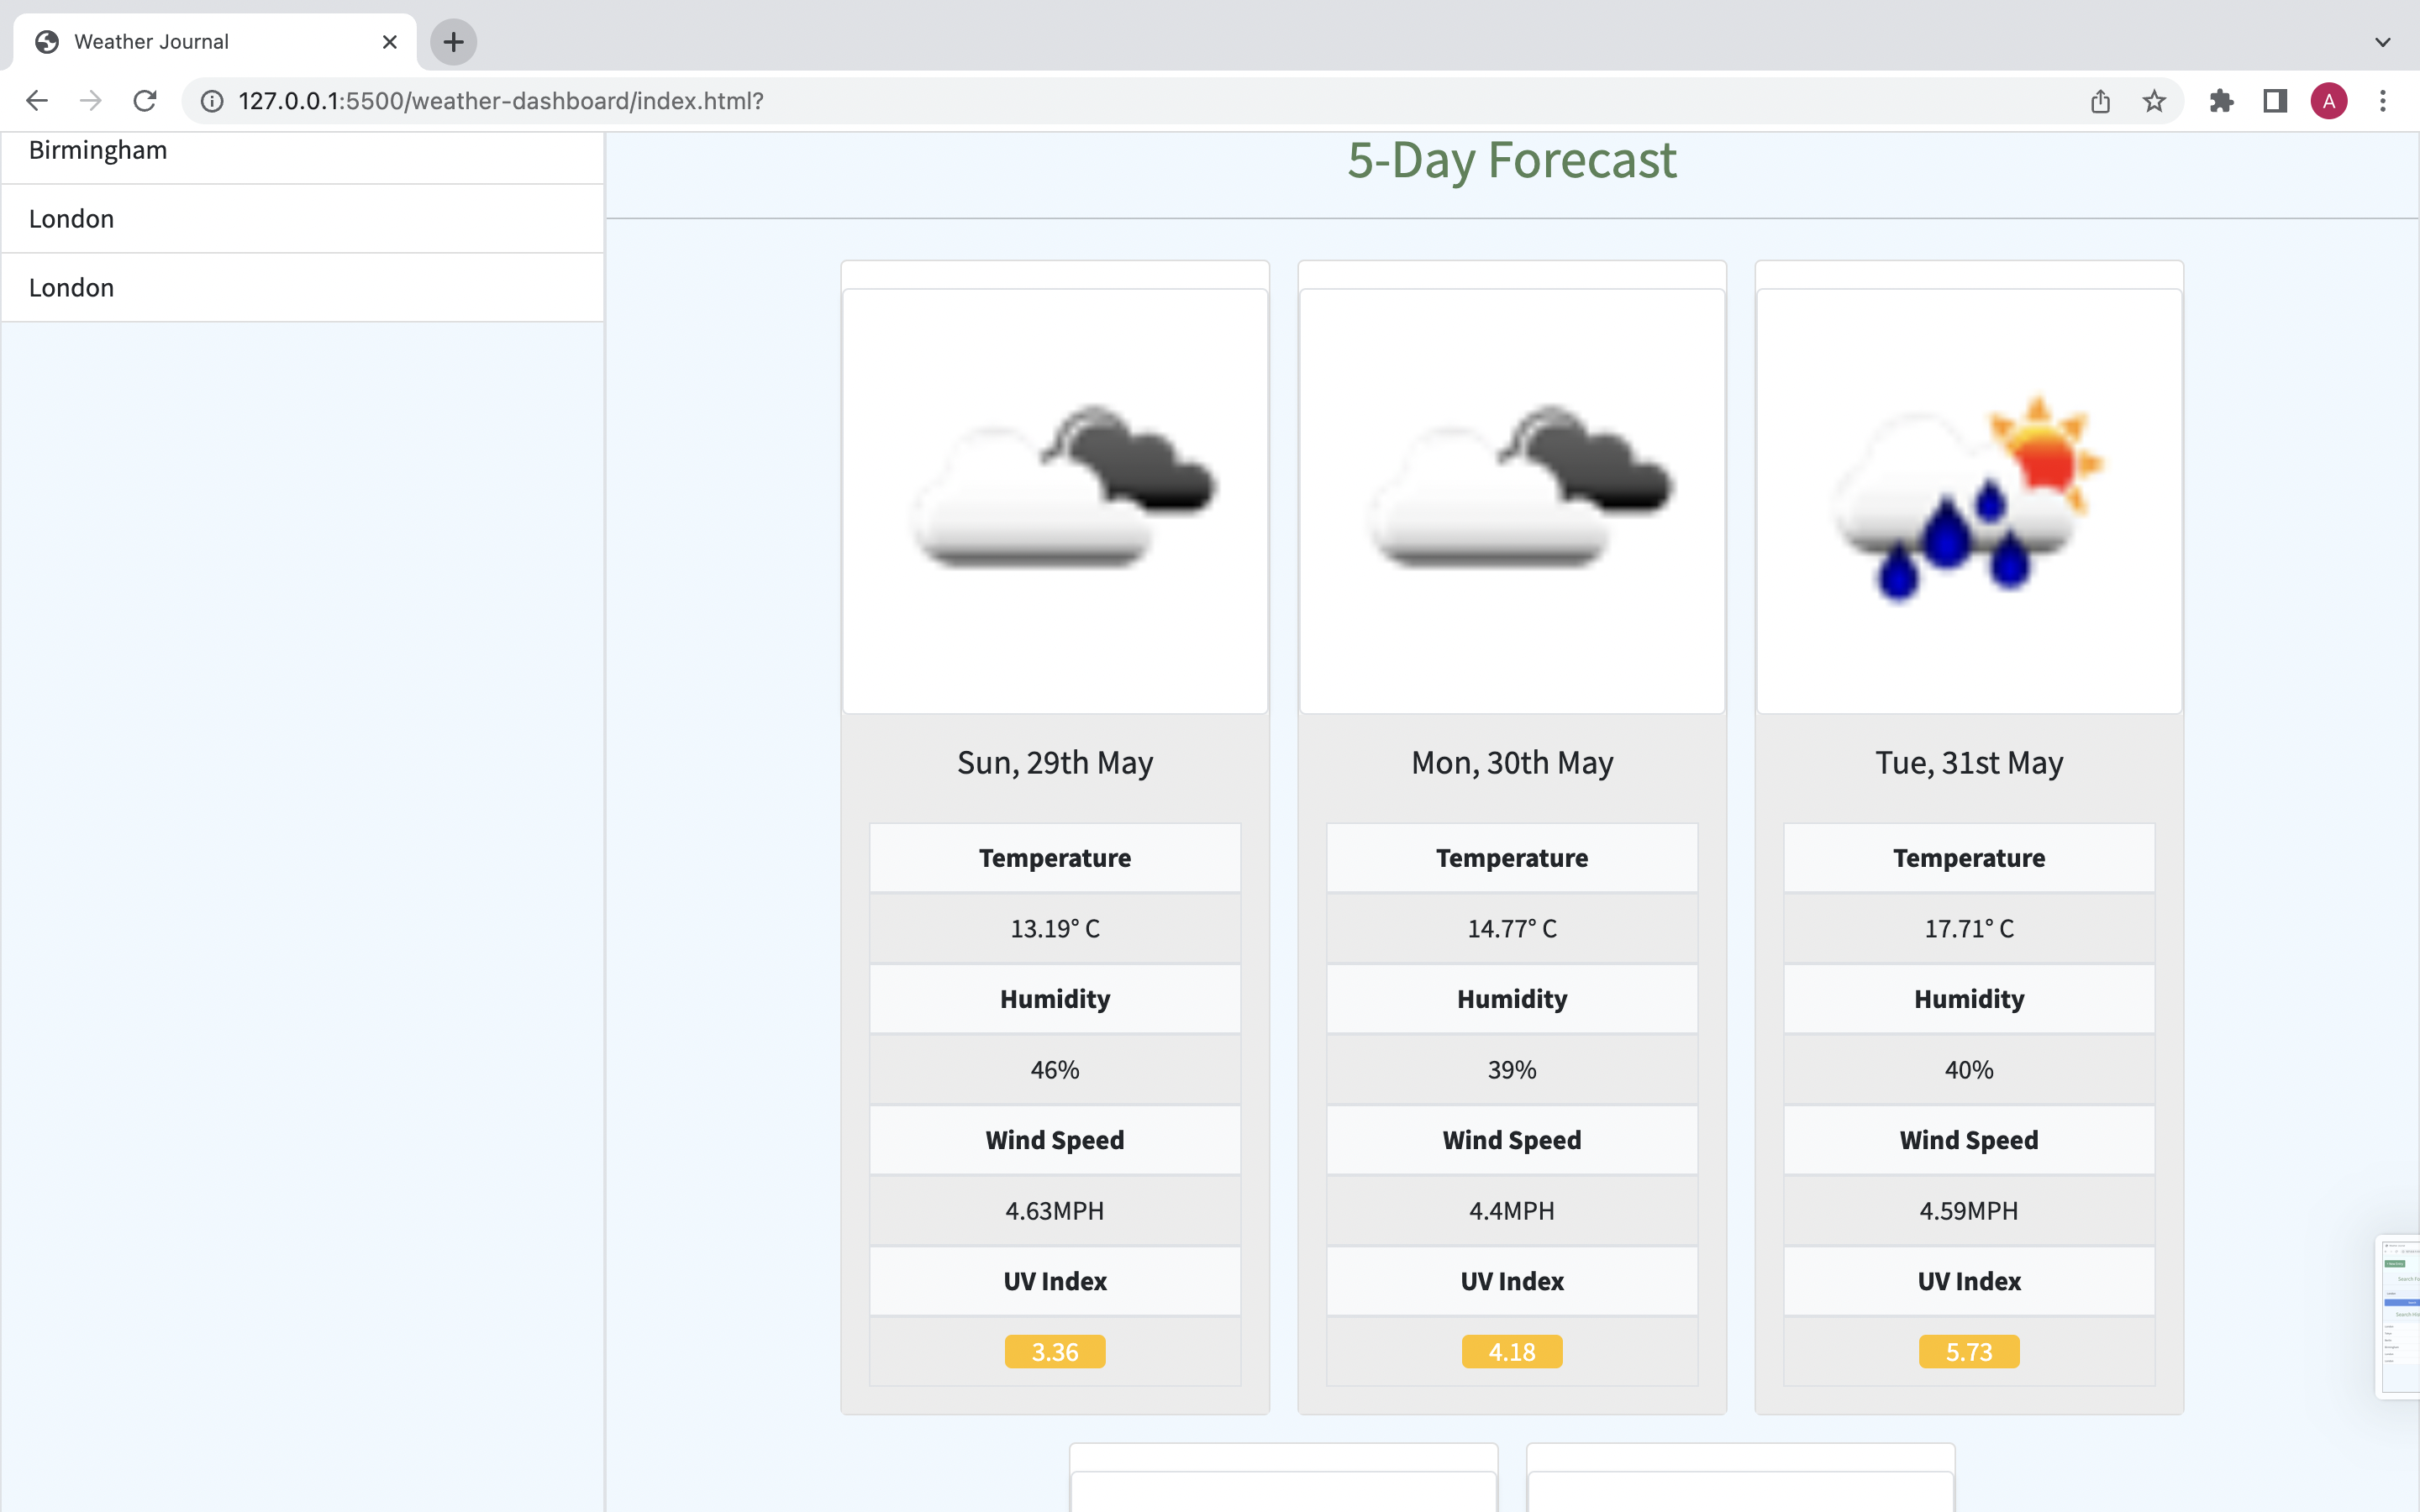 Weather Journal
127.0.0.1:5500/weather-dashboard/index.html?
A
Birmingham
London
London
5-Day Forecast
Sun, 29th May
Temperature
13.19° C
Humidity
46%
Wind Speed
4.63MPH
UV Index
3.36
Mon, 30th May
Temperature
14.77° C
Humidity
39%
Wind Speed
4.4MPH
UV Index
4.18
Tue, 31st May
Temperature
17.71° C
Humidity
40%
Wind Speed
4.59MPH
UV Index
5.73